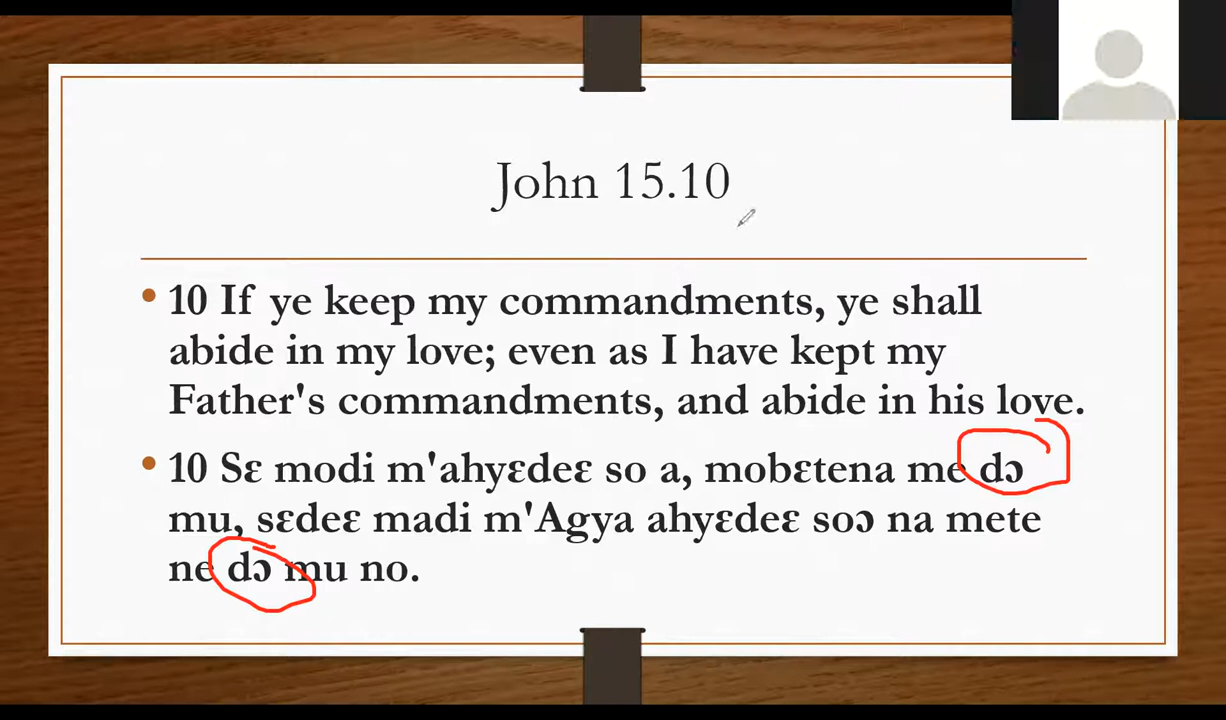 John 15.10
• 10 If ye keep my commandments, ye shall
abide in my love; even as I have kept my
Father's commandments, and abide in his love.
• 10 Sɛ modi m'ahyɛdeɛ so a, mobɛtena me dɔ
mu, sɛdeɛ madi m'Agya ahyɛdeɛ soɔ na mete
ne dɔ mu no.